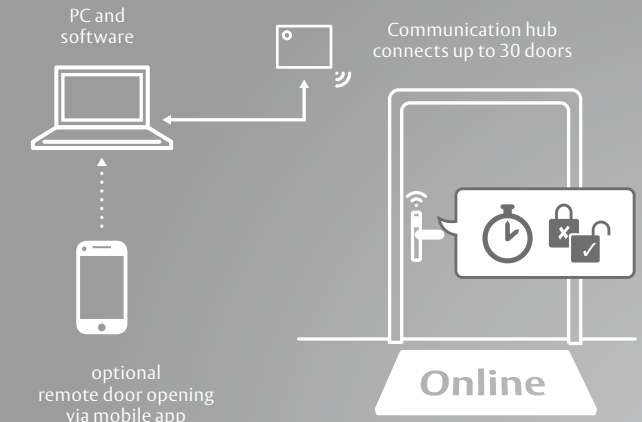 PC and
software
Communication hub
connects up to 30 doors
Online
optional
remote door opening
via mobile app